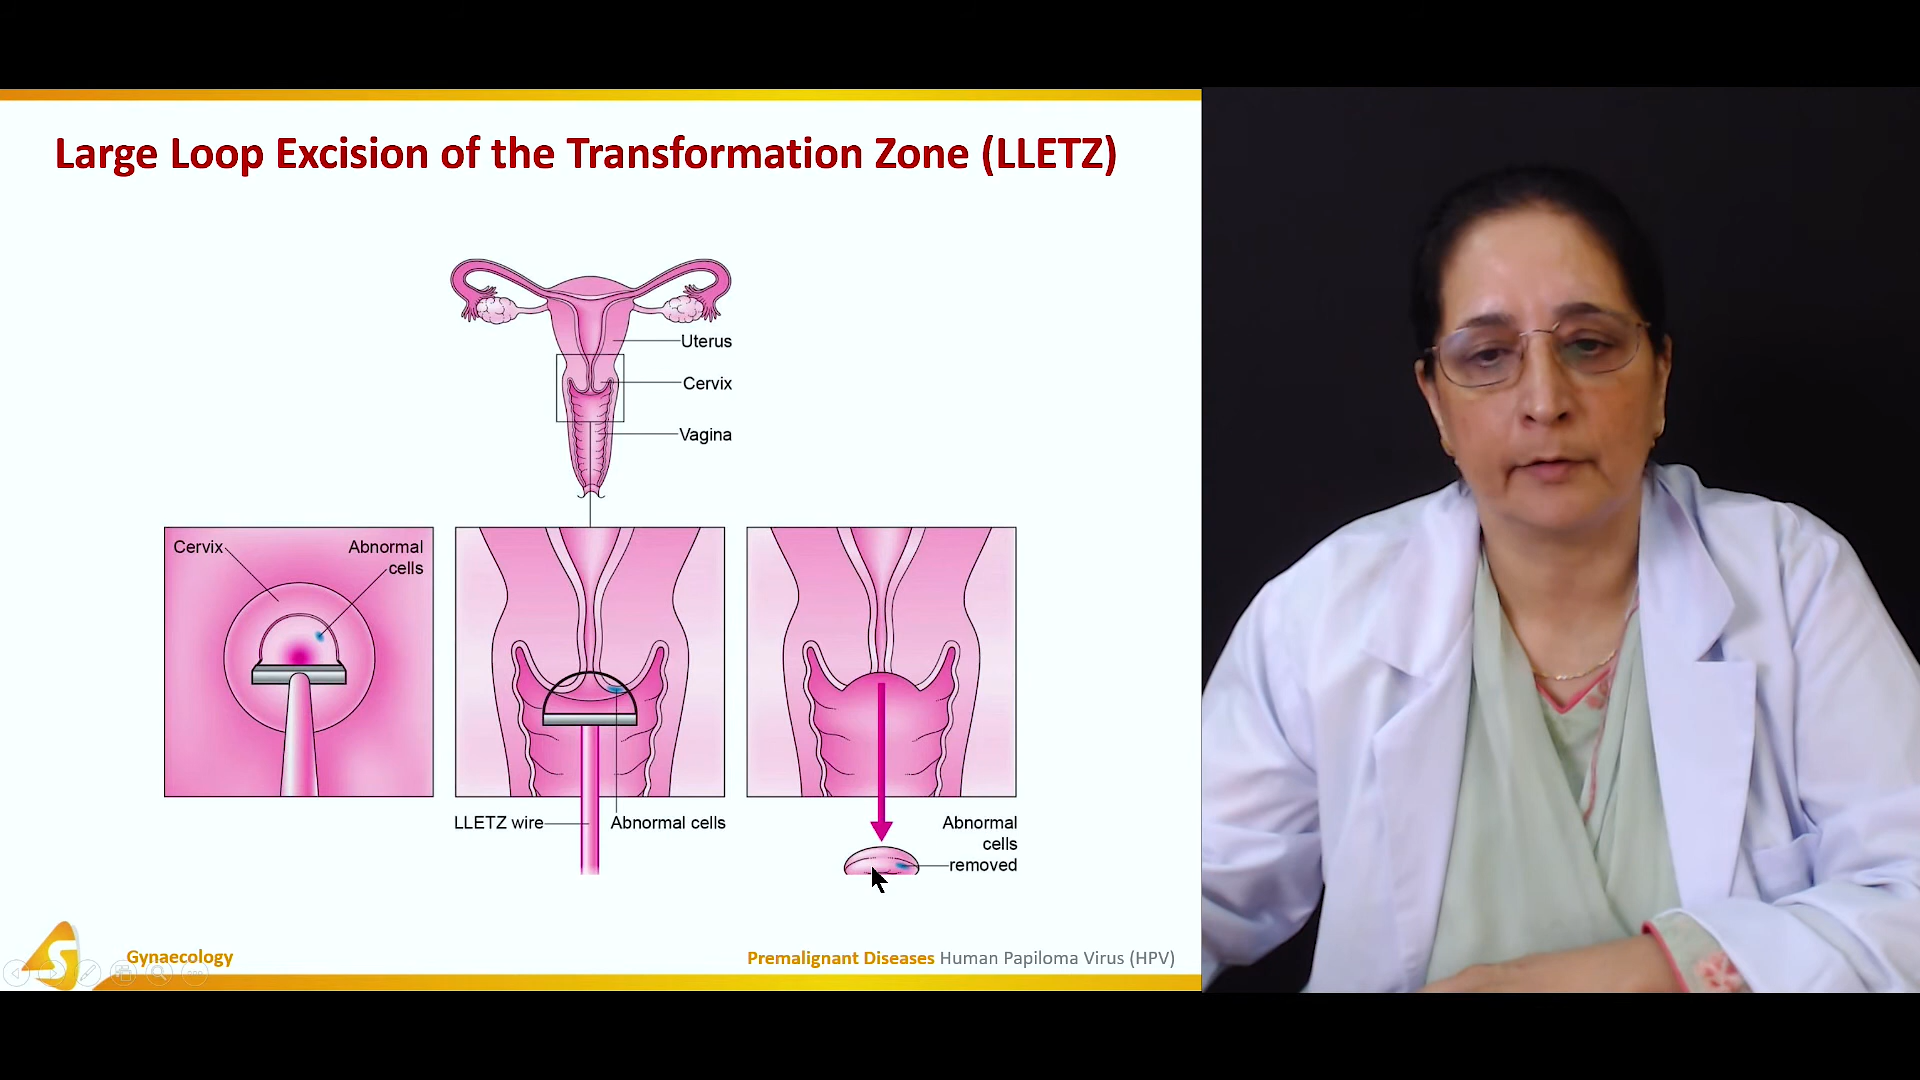 Large Loop Excision of the Transformation Zone (LLETZ)
Uterus
Cervix
Vagina
Cervix
Abnormal
cells
LLETZ wire
Abnormal cells
Abnormal
cells
removed
S
Gynaecology
Premalignant Diseases Human Papiloma Virus (HPV)